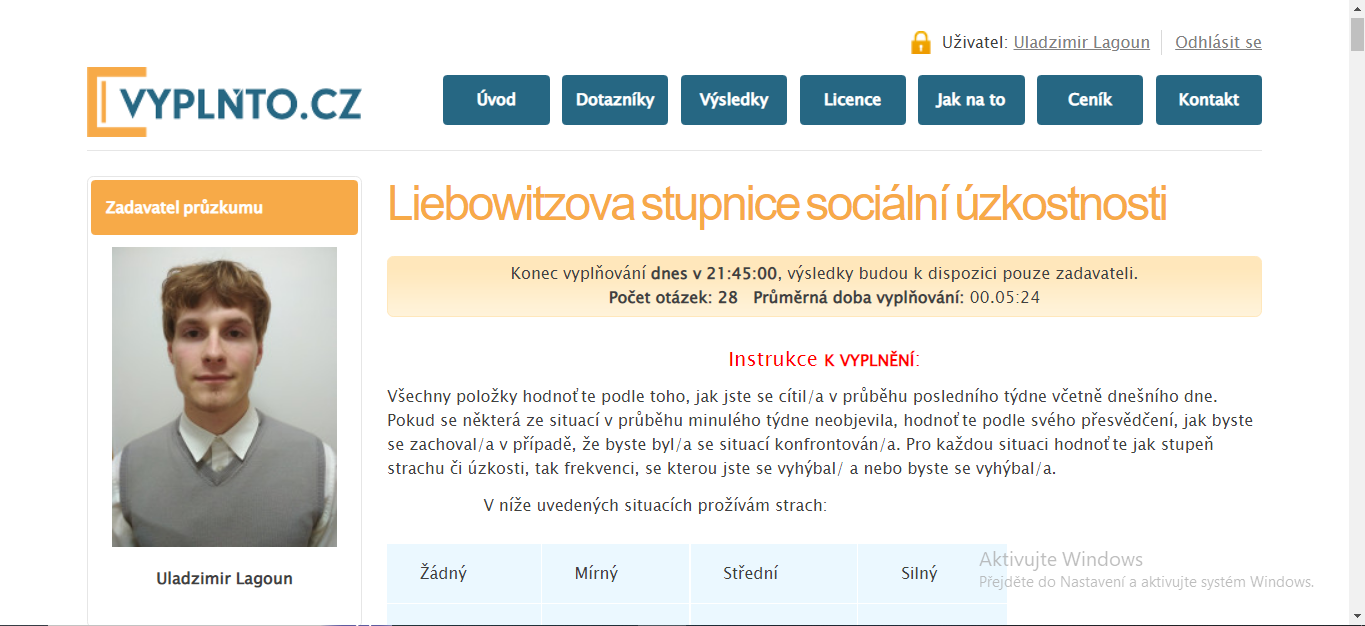 Uživatel: Uladzimir Lagoun Odhlásit se
VYPLŇTO.CZ
Úvod Dotazníky Výsledky Licence Jak na to Ceník Kontakt
Zadavatel průzkumu
Uladzimir Lagoun
Liebowitzova stupnice sociální úzkostnosti
Konec vyplňování dnes v 21:45:00, výsledky budou k dispozici pouze zadavateli.
Počet otázek: 28 Průměrná doba vyplňování: 00.05:24
Instrukce K VYPLNĚNÍ:
Všechny položky hodnoťte podle toho, jak jste se cítil/a v průběhu posledního týdne včetně dnešního dne.
Pokud se některá ze situací v průběhu minulého týdne neobjevila, hodnoťte podle svého přesvědčení, jak byste
se zachoval/a v případě, že byste byl/a se situací konfrontován/a. Pro každou situaci hodnoťte jak stupeň
strachu či úzkosti, tak frekvenci, se kterou jste se vyhýbal/ a nebo byste se vyhýbal/a.
V níže uvedených situacích prožívám strach:
Žádný Mírný Střední Silný
Aktivujte Windows
Přejděte do Nastavení a aktivujte systém Windows.